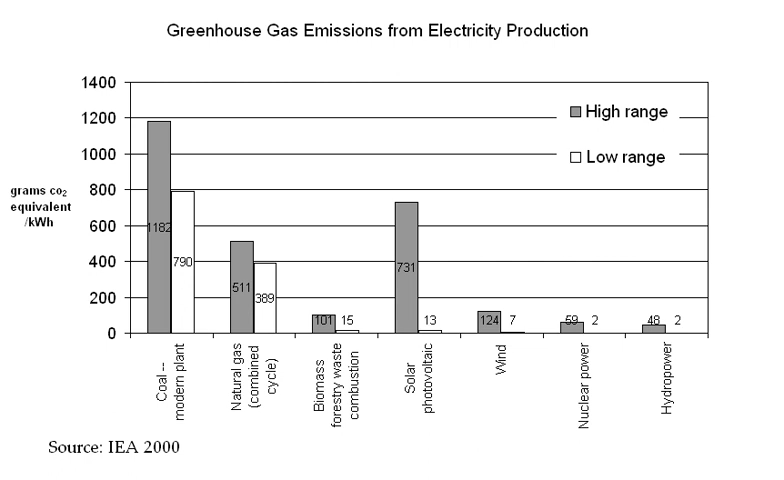 Greenhouse Gas Emissions from Electricity Production
1400
1200
1000
800
600
400
200
0
grams co₂
equivalent
/kWh
High range
Low range
1182
790
511
389
101
15
731
13
124
7
59
2
48
2
Coal --
modern plant
Natural gas
(combined
cycle)
Biomass
forestry waste
combustion
Solar
photovoltaic
Wind
Nuclear power
Hydropower
Source: IEA 2000